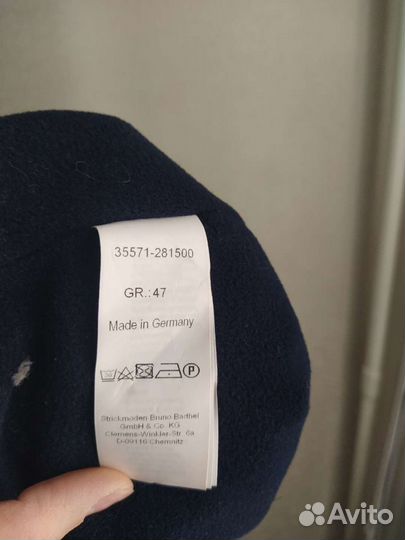 35571-281500
GR.: 47
Made in Germany
P
Strickmoden Bruno Barthel
GmbH & Co. KG
Clemens-Winkler-Str. 6a
D-09116 Chemnitz
Avito